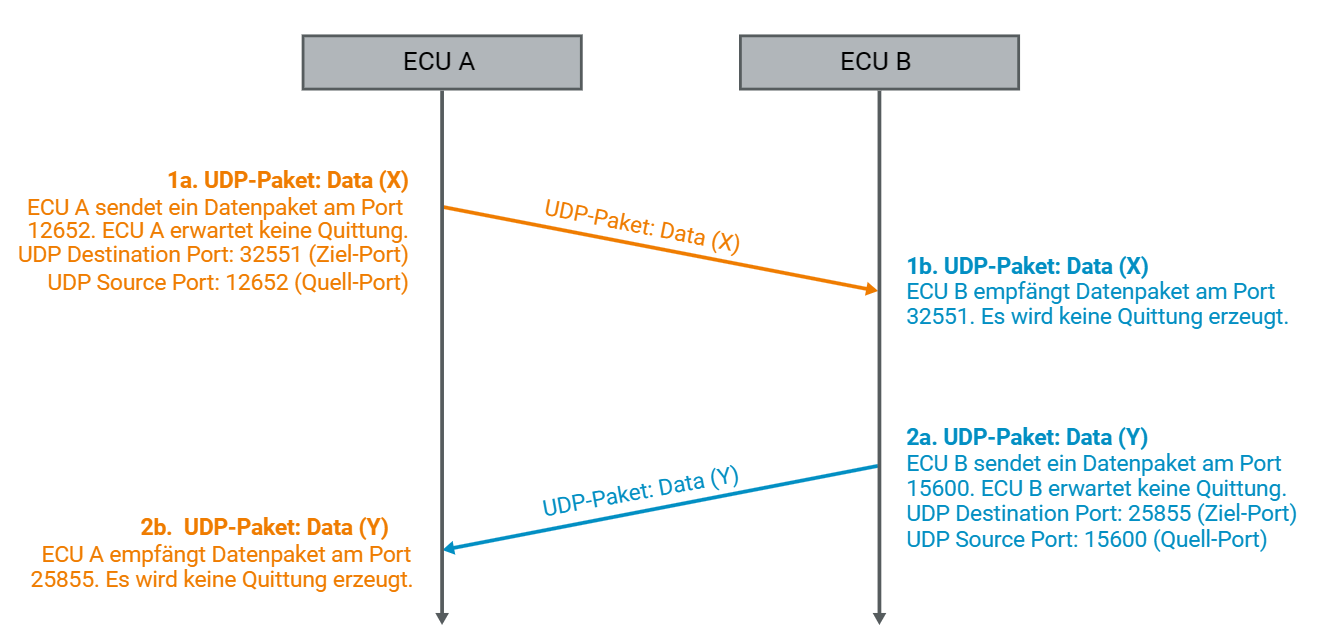 ECU A
ECU B
1a. UDP-Paket: Data (X)
ECU A sendet ein Datenpaket am Port
12652. ECU A erwartet keine Quittung.
UDP Destination Port: 32551 (Ziel-Port)
UDP Source Port: 12652 (Quell-Port)
UDP-Paket: Data (X)
1b. UDP-Paket: Data (X)
ECU B empfängt Datenpaket am Port
32551. Es wird keine Quittung erzeugt.
2a. UDP-Paket: Data (Y)
ECU B sendet ein Datenpaket am Port
15600. ECU B erwartet keine Quittung.
UDP Destination Port: 25855 (Ziel-Port)
UDP Source Port: 15600 (Quell-Port)
UDP-Paket: Data (Y)
2b. UDP-Paket: Data (Y)
ECU A empfängt Datenpaket am Port
25855. Es wird keine Quittung erzeugt.